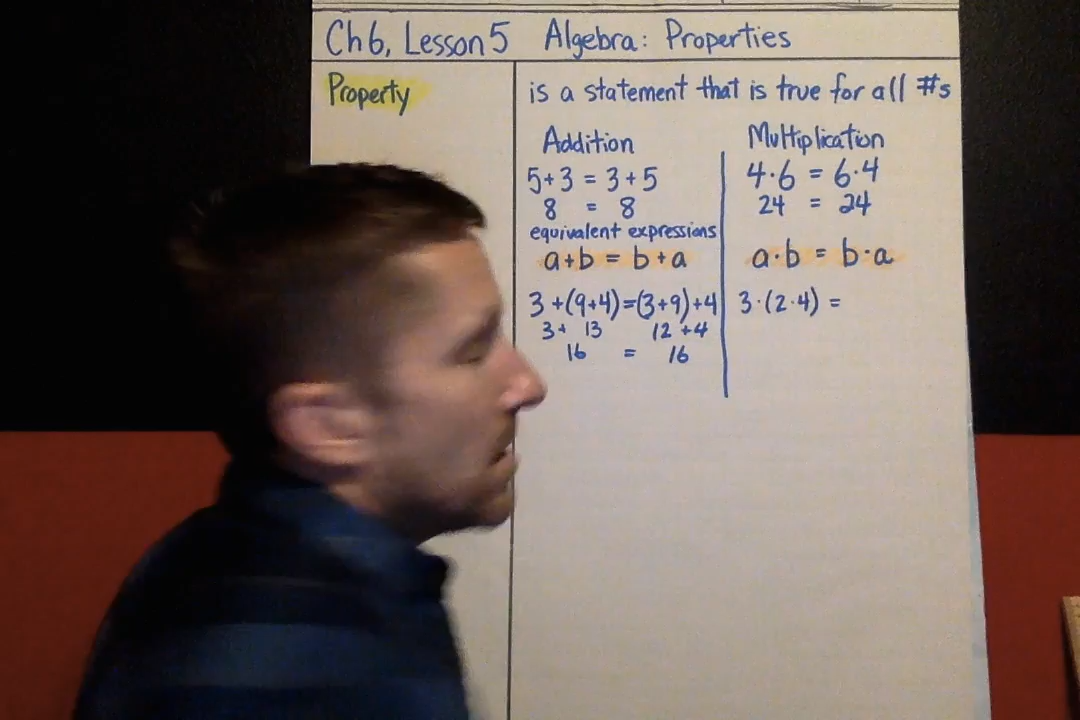 Ch 6, Lesson 5 Algebra: Properties
Property is a statement that is true for all #s
Addition
5+3 = 3+5
8 = 8
equivalent expressions
a+b = b+a
3+(9+4)=(3+9)+4
3+ 13 12+4
16 = 16
Multiplication
4·6 = 6·4
24 = 24
a·b = b·a
3·(2·4) =